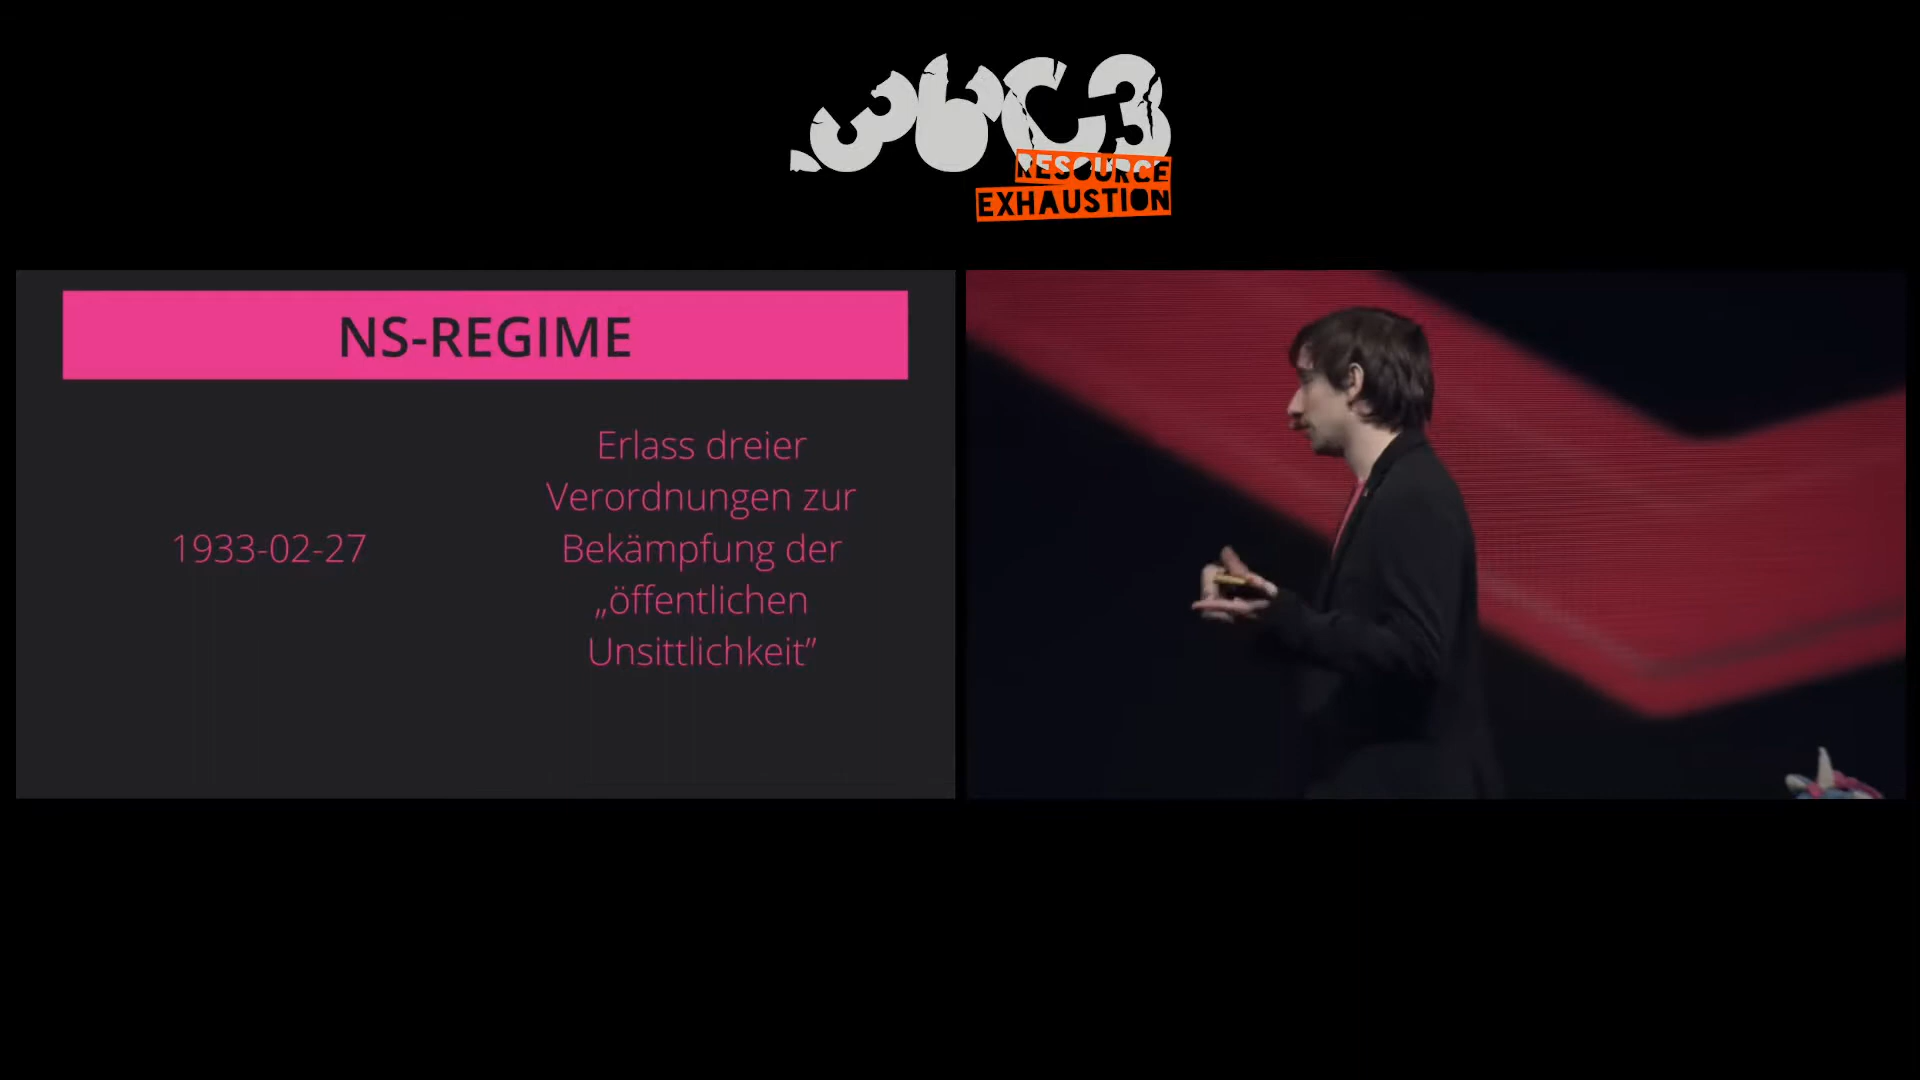 36C3
RESOURCE
EXHAUSTION
NS-REGIME
1933-02-27
Erlass dreier
Verordnungen zur
Bekämpfung der
„öffentlichen
Unsittlichkeit”